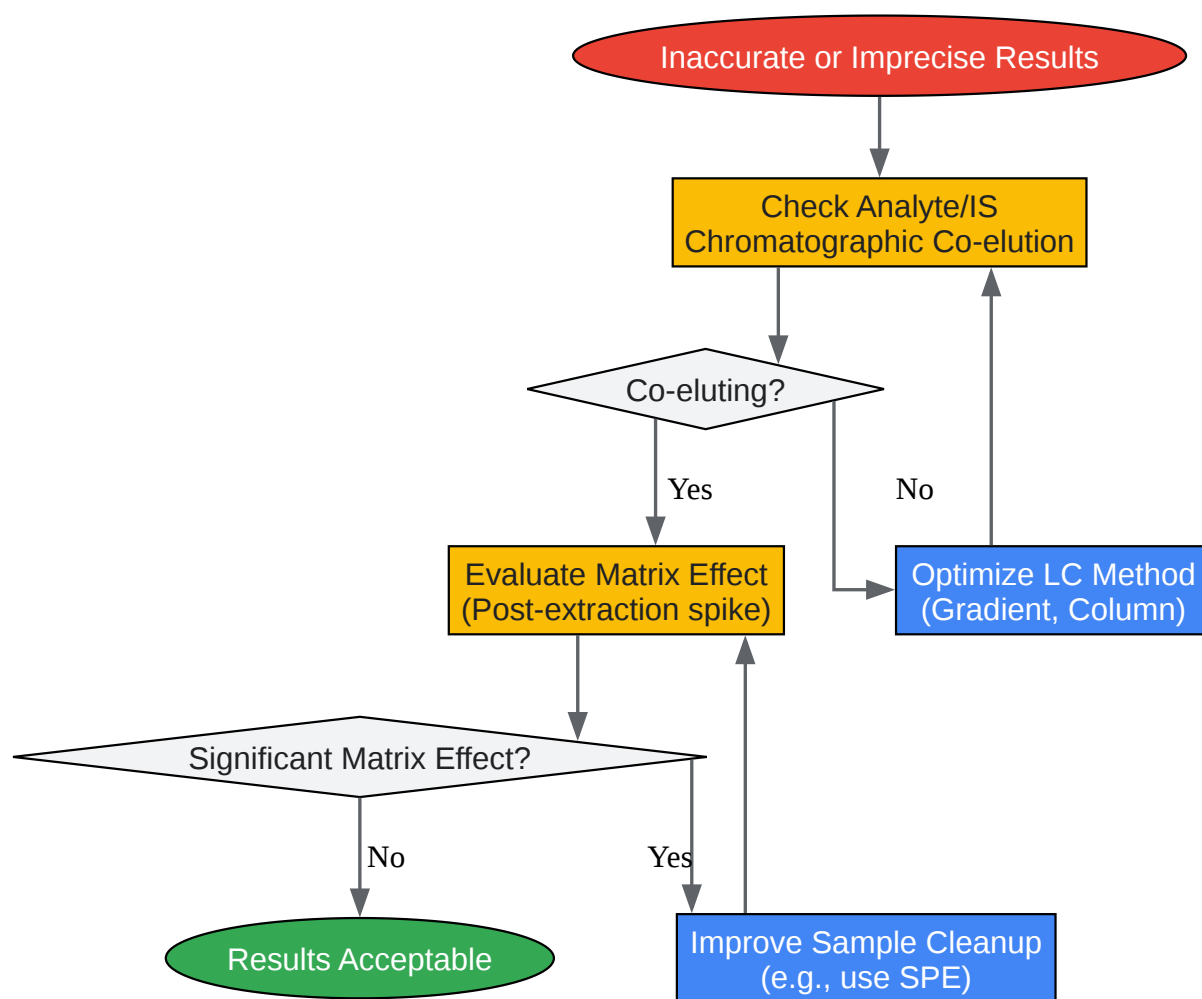 Inaccurate or Imprecise Results
Check Analyte/IS
Chromatographic Co-elution
Co-eluting?
Yes
No
Evaluate Matrix Effect
(Post-extraction spike)
Optimize LC Method
(Gradient, Column)
Significant Matrix Effect?
No
Yes
Results Acceptable
Improve Sample Cleanup
(e.g., use SPE)